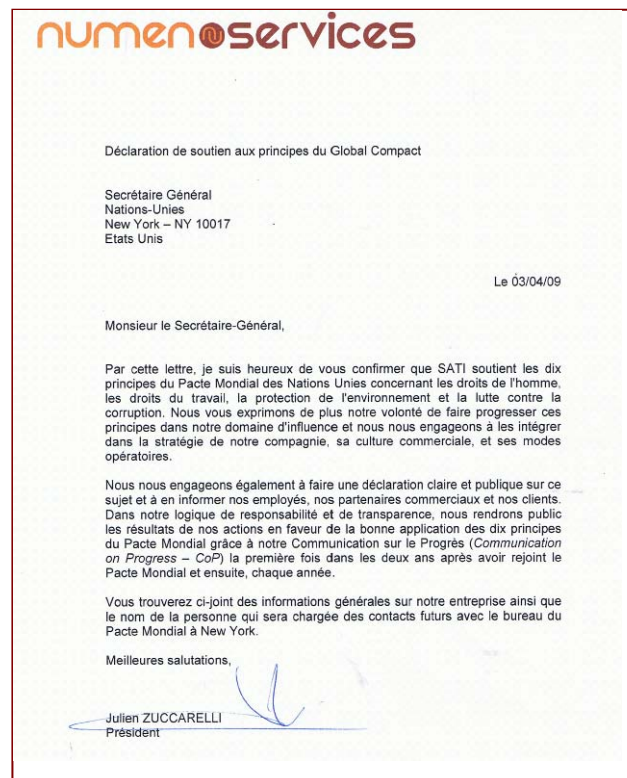 numen services
Déclaration de soutien aux principes du Global Compact
Secrétaire Général
Nations-Unies
New York – NY 10017
Etats Unis
Le 03/04/09
Monsieur le Secrétaire-Général,
Par cette lettre, je suis heureux de vous confirmer que SATI soutient les dix
principes du Pacte Mondial des Nations Unies concernant les droits de l'homme,
les droits du travail, la protection de l'environnement et la lutte contre la
corruption. Nous vous exprimons de plus notre volonté de faire progresser ces
principes dans notre domaine d'influence et nous nous engageons à les intégrer
dans la stratégie de notre compagnie, sa culture commerciale, et ses modes
opératoires.
Nous nous engageons également à faire une déclaration claire et publique sur ce
sujet et à en informer nos employés, nos partenaires commerciaux et nos clients.
Dans notre logique de responsabilité et de transparence, nous rendrons public
les résultats de nos actions en faveur de la bonne application des dix principes
du Pacte Mondial grâce à notre Communication sur le Progrès (Communication
on Progress – CoP) la première fois dans les deux ans après avoir rejoint le
Pacte Mondial et ensuite, chaque année.
Vous trouverez ci-joint des informations générales sur notre entreprise ainsi que
le nom de la personne qui sera chargée des contacts futurs avec le bureau du
Pacte Mondial à New York.
Meilleures salutations,
Julien ZUCCARELLI
Président